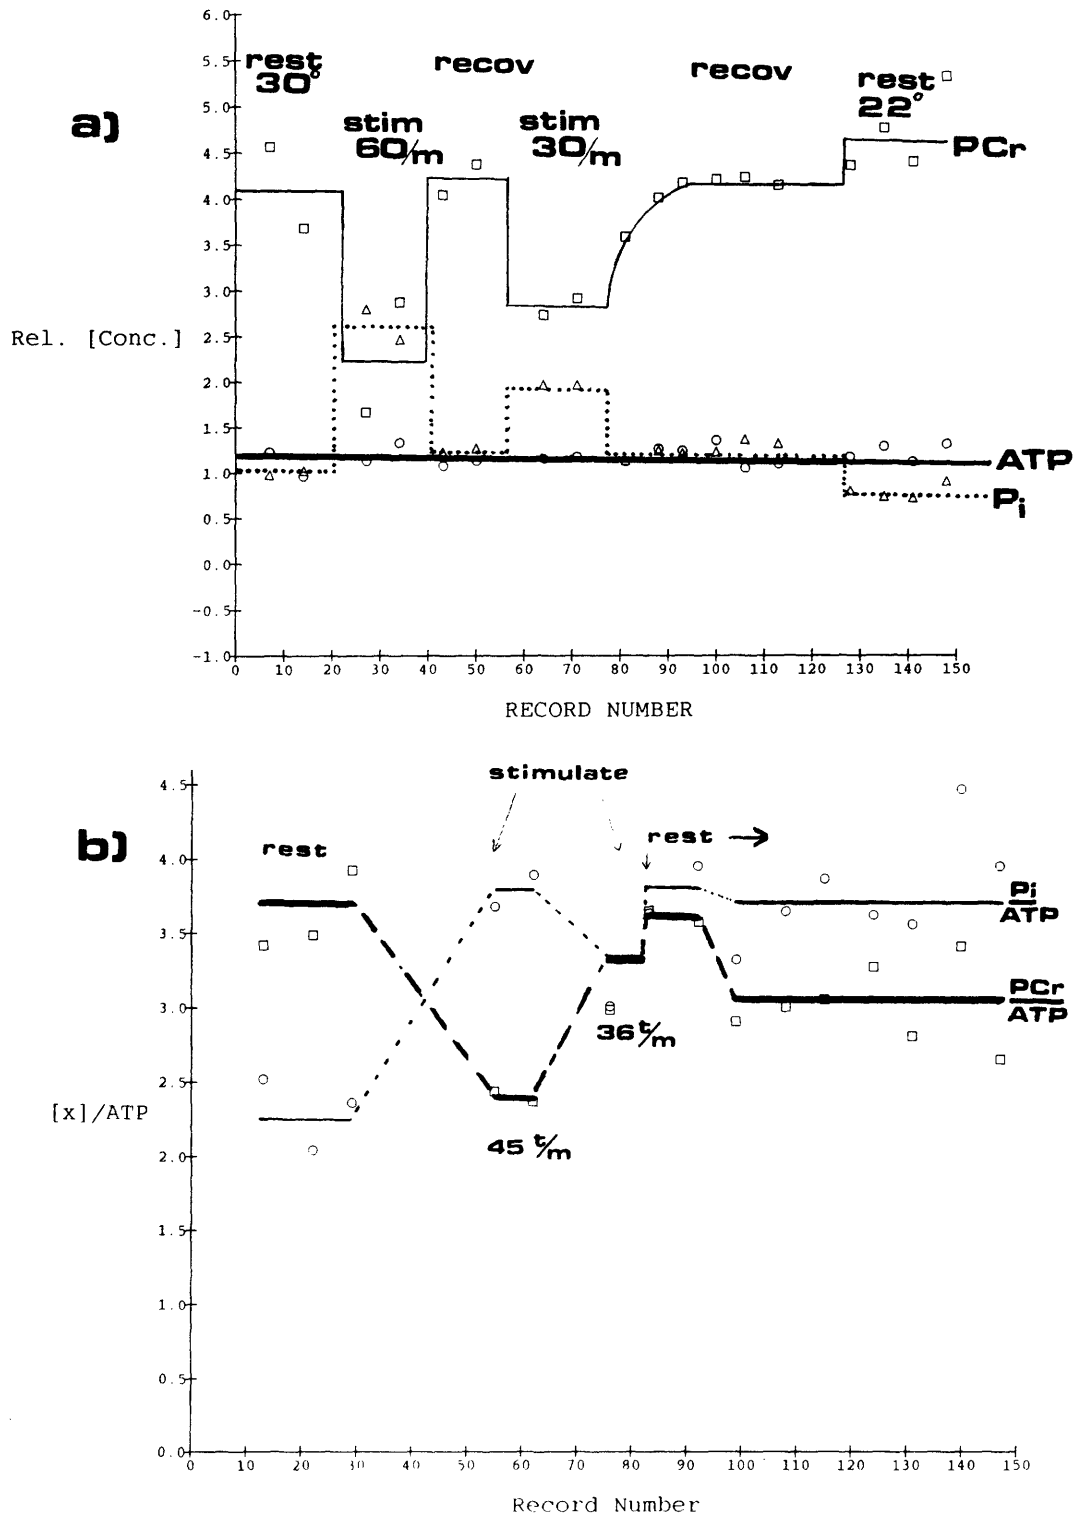 a)
6.0
5.5
5.0
4.5
4.0
3.5
3.0
2.5
2.0
1.5
1.0
0.5
0.0
-0.5
-1.0
Rel. [Conc.]
rest
30°
stim
60/m
recov
stim
30/m
recov
rest
22°
PCr
ATP
Pi
0 10 20 30 40 50 60 70 80 90 100 110 120 130 140 150
RECORD NUMBER
b)
4.5
4.0
3.5
3.0
2.5
2.0
1.5
1.0
0.5
0.0
[x]/ATP
rest
stimulate
rest
45 t/m
36 t/m
Pi
ATP
PCr
ATP
0 10 20 30 40 50 60 70 80 90 100 110 120 130 140 150
Record Number